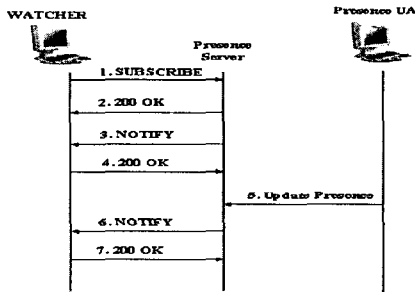 WATCHER
Presence UA
Presence
Server
1. SUBSCRIBE
2. 200 OK
3. NOTIFY
4. 200 OK
5. Update Presence
6. NOTIFY
7. 200 OK